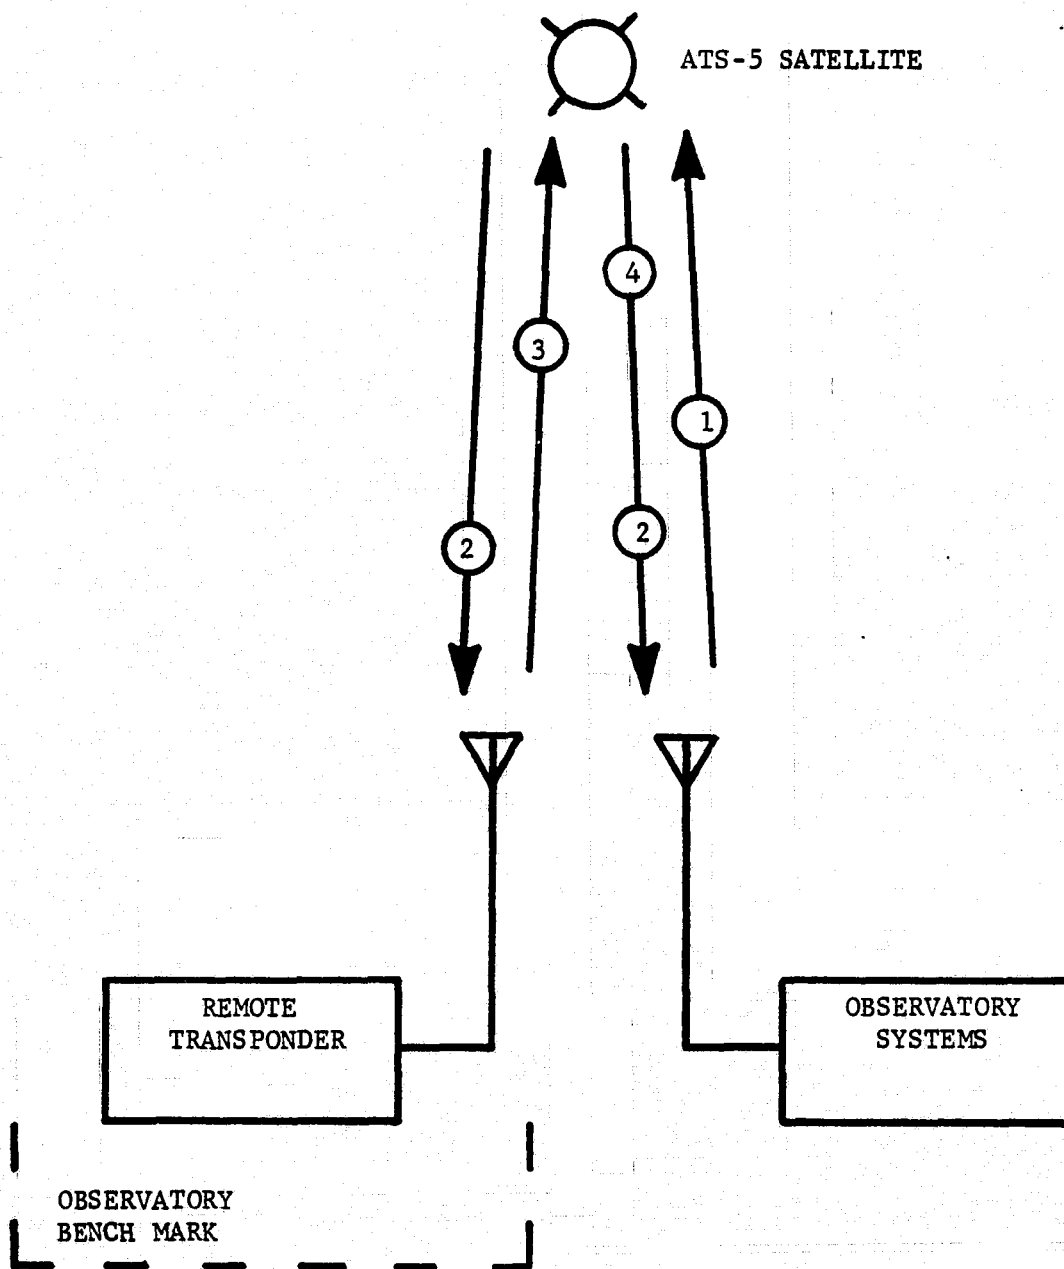 ATS-5 SATELLITE
4
3
1
2
2
REMOTE
TRANSPONDER
OBSERVATORY
SYSTEMS
OBSERVATORY
BENCH MARK